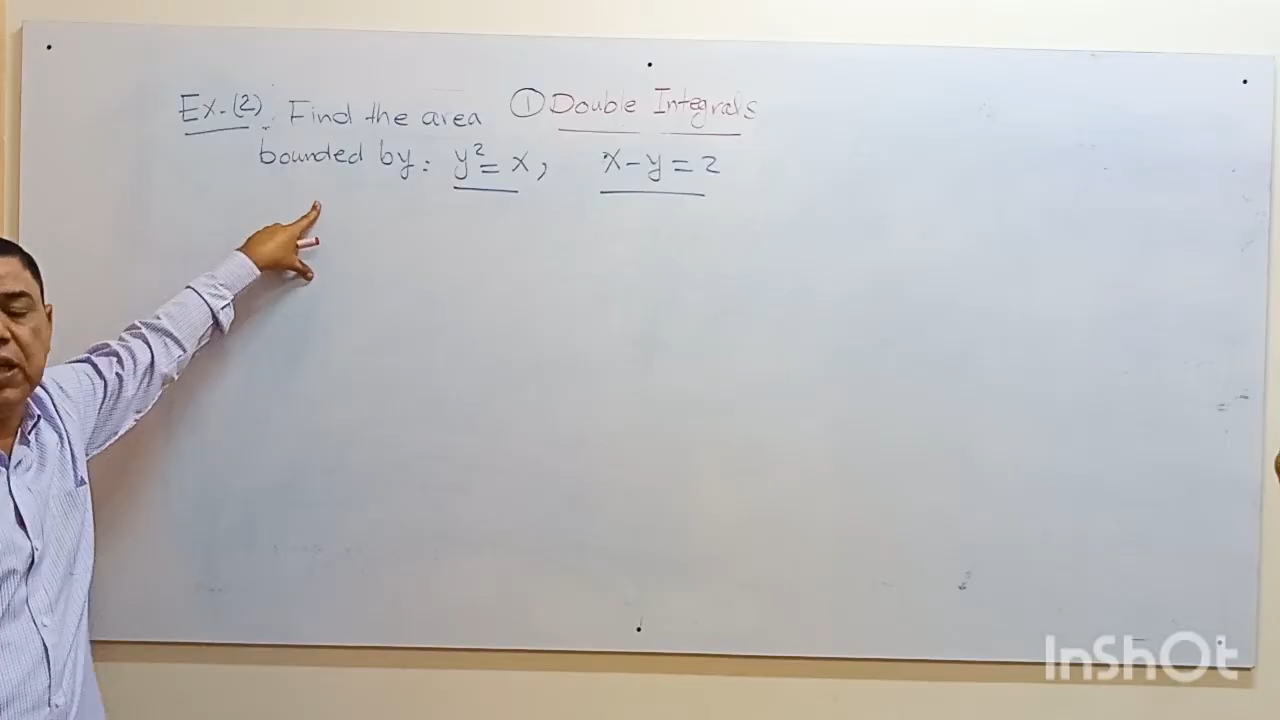 Ex-(2): Find the area ① Double Integrals
bounded by: y² = x, x - y = 2
InShOt